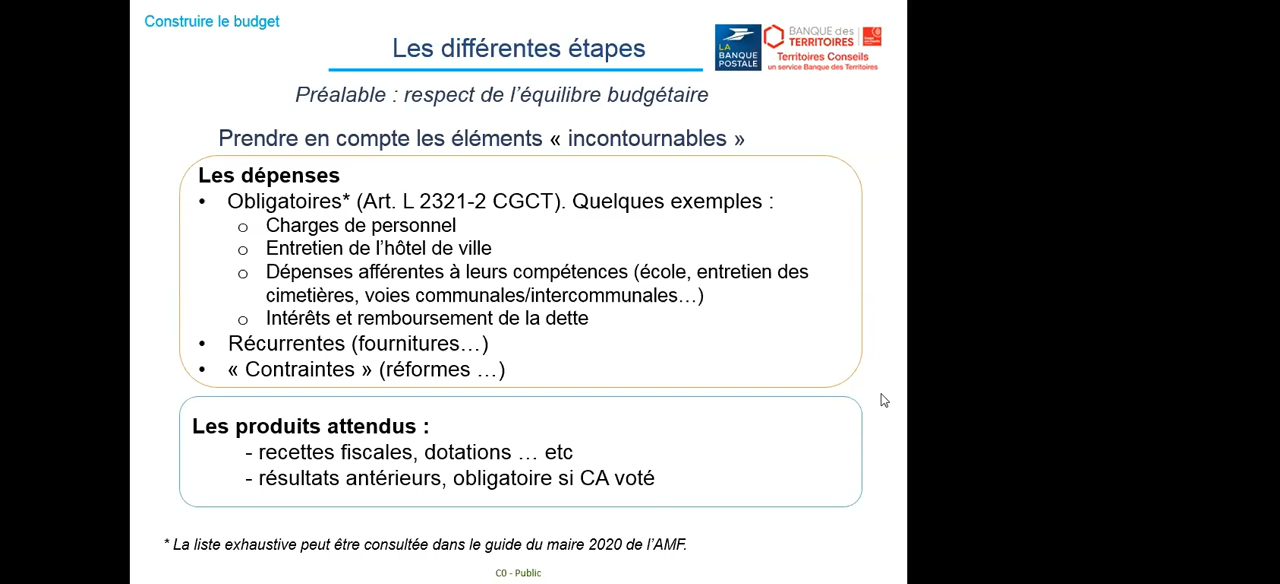 Construire le budget
Les différentes étapes
LA
BANQUE
POSTALE
BANQUE des
TERRITOIRES
Territoires Conseils
un service Banque des Territoires
Préalable : respect de l'équilibre budgétaire
Prendre en compte les éléments « incontournables »
Les dépenses
• Obligatoires* (Art. L 2321-2 CGCT). Quelques exemples :
o Charges de personnel
o Entretien de l'hôtel de ville
o Dépenses afférentes à leurs compétences (école, entretien des
cimetières, voies communales/intercommunales…)
o Intérêts et remboursement de la dette
• Récurrentes (fournitures…)
• « Contraintes » (réformes …)
Les produits attendus :
- recettes fiscales, dotations … etc
- résultats antérieurs, obligatoire si CA voté
* La liste exhaustive peut être consultée dans le guide du maire 2020 de l'AMF.
C0 - Public